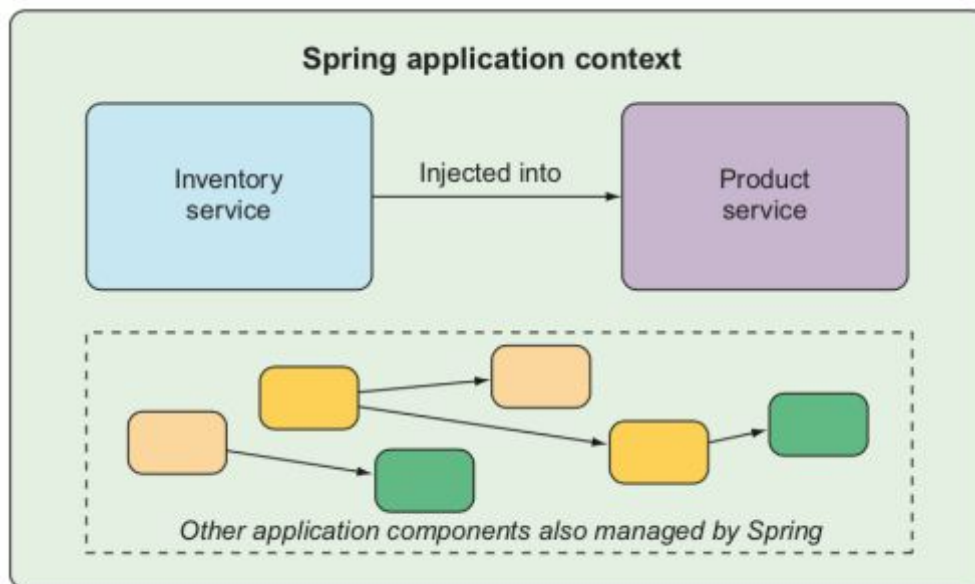 Spring application context
Inventory
service
Injected into
Product
service
Other application components also managed by Spring